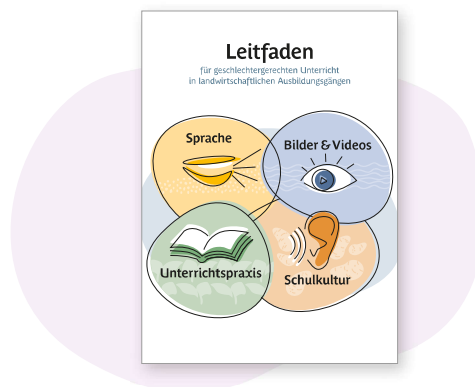 Leitfaden
für geschlechtergerechten Unterricht
in landwirtschaftlichen Ausbildungsgängen
Sprache
Bilder & Videos
Unterrichtspraxis
Schulkultur